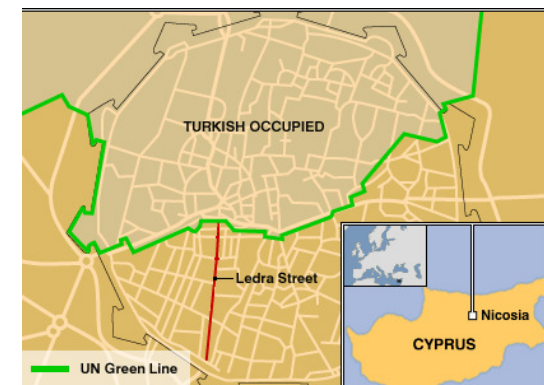 TURKISH OCCUPIED
Ledra Street
Nicosia
CYPRUS
UN Green Line